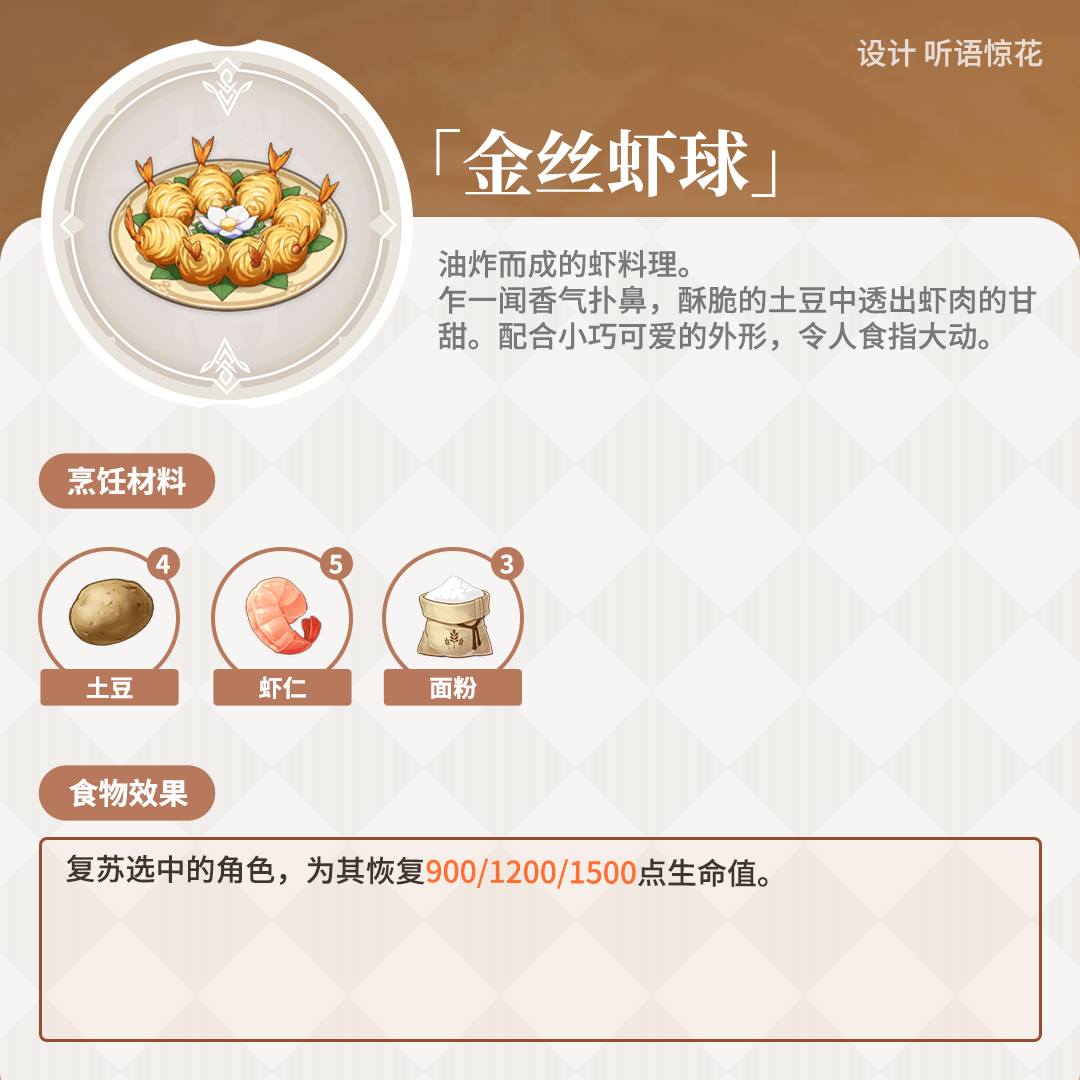 设计 听语惊花
「金丝虾球」
油炸而成的虾料理。
乍一闻香气扑鼻，酥脆的土豆中透出虾肉的甘
甜。配合小巧可爱的外形，令人食指大动。
烹饪材料
4
5
3
土豆
虾仁
面粉
食物效果
复苏选中的角色，为其恢复900/1200/1500点生命值。